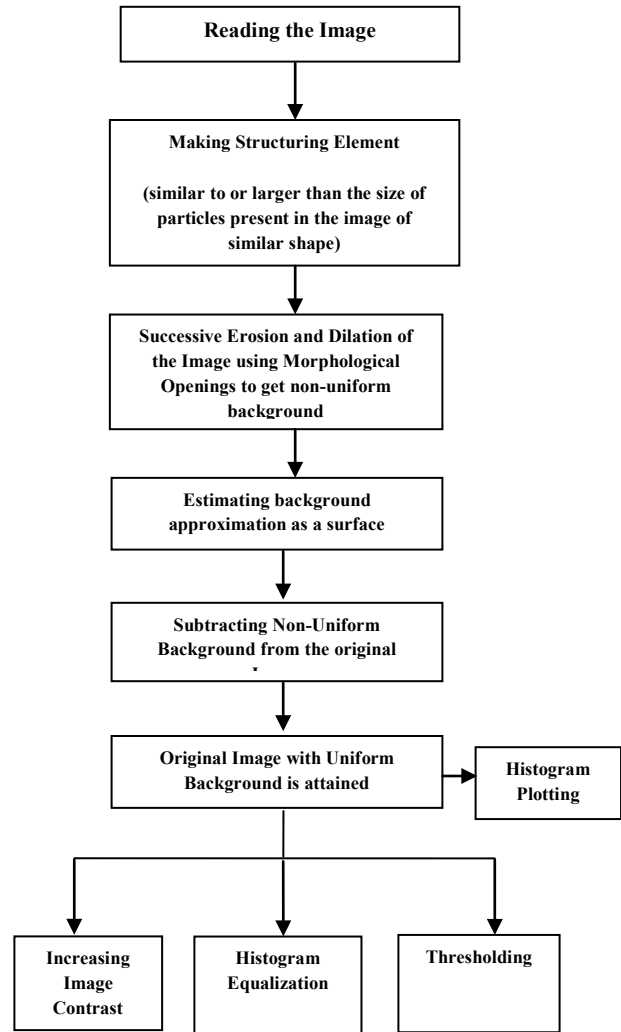 Reading the Image
Making Structuring Element
(similar to or larger than the size of
particles present in the image of
similar shape)
Successive Erosion and Dilation of
the Image using Morphological
Openings to get non-uniform
background
Estimating background
approximation as a surface
Subtracting Non-Uniform
Background from the original
Original Image with Uniform
Background is attained
Histogram
Plotting
Increasing
Image
Contrast
Histogram
Equalization
Thresholding